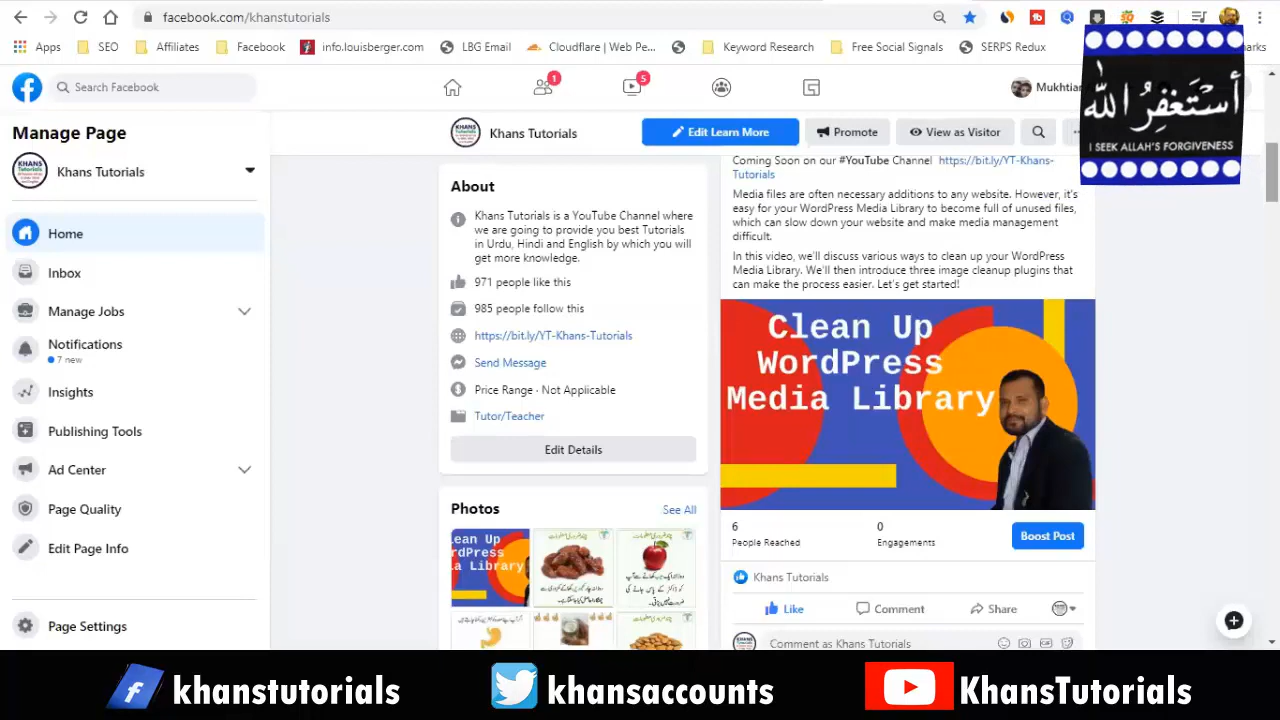 facebook.com/khanstutorials
Apps
SEO
Affiliates
Facebook
info.louisberger.com
LBG Email
Cloudflare | Web Pe...
Keyword Research
Free Social Signals
SERPS Redux
Search Facebook
1
5
أستغفر الله
I SEEK ALLAH'S FORGIVENESS
Manage Page
Khans Tutorials
Home
Inbox
Manage Jobs
Notifications
7 new
Insights
Publishing Tools
Ad Center
Page Quality
Edit Page Info
Page Settings
Khans Tutorials
Edit Learn More
Promote
View as Visitor
About
Khans Tutorials is a YouTube Channel where
we are going to provide you best Tutorials
in Urdu, Hindi and English by which you will
get more knowledge.
971 people like this
985 people follow this
https://bit.ly/YT-Khans-Tutorials
Send Message
Price Range · Not Applicable
Tutor/Teacher
Edit Details
Photos
See All
Coming Soon on our #YouTube Channel https://bit.ly/YT-Khans-
Tutorials
Media files are often necessary additions to any website. However, it's
easy for your WordPress Media Library to become full of unused files,
which can slow down your website and make media management
difficult.
In this video, we'll discuss various ways to clean up your WordPress
Media Library. We'll then introduce three image cleanup plugins that
can make the process easier. Let's get started!
Clean Up
WordPress
Media Library
6
People Reached
0
Engagements
Boost Post
Khans Tutorials
Like
Comment
Share
Comment as Khans Tutorials
khanstutorials
khansaccounts
KhansTutorials